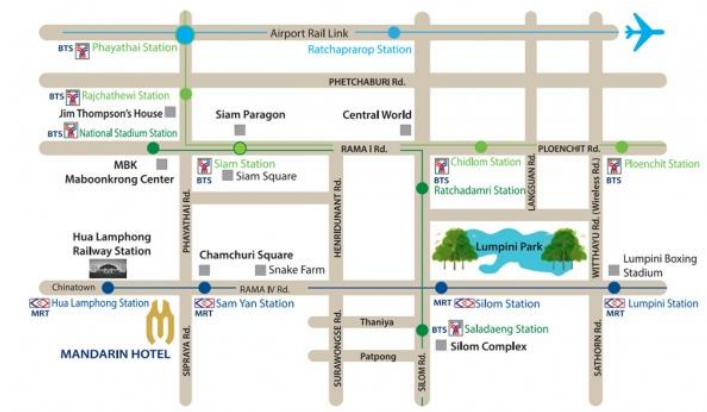 Airport Rail Link
BTS Phayathai Station
Ratchaprarop Station
PHETCHABURI Rd.
BTS Rajchathewi Station
Jim Thompson's House
Siam Paragon
Central World
BTS National Stadium Station
RAMA I Rd.
PLOENCHIT Rd.
MBK
Maboonkrong Center
Siam Station
BTS
Siam Square
Chidlom Station
BTS
Ratchadamri Station
Ploenchit Station
BTS
PHAYATHAI Rd.
HENRIDUNANT Rd.
LANGSUAN Rd.
WITTHAYU Rd. (Wireless Rd.)
Hua Lamphong
Railway Station
Chamchuri Square
Snake Farm
Lumpini Park
Lumpini Boxing
Stadium
Chinatown
RAMA IV Rd.
Hua Lamphong Station
MRT
Sam Yan Station
MRT
MRT Silom Station
Lumpini Station
MRT
MANDARIN HOTEL
SIPRAYA Rd.
SURAWONGSE Rd.
Thaniya
Patpong
SILOM Rd.
BTS Saladaeng Station
Silom Complex
SATHORN Rd.